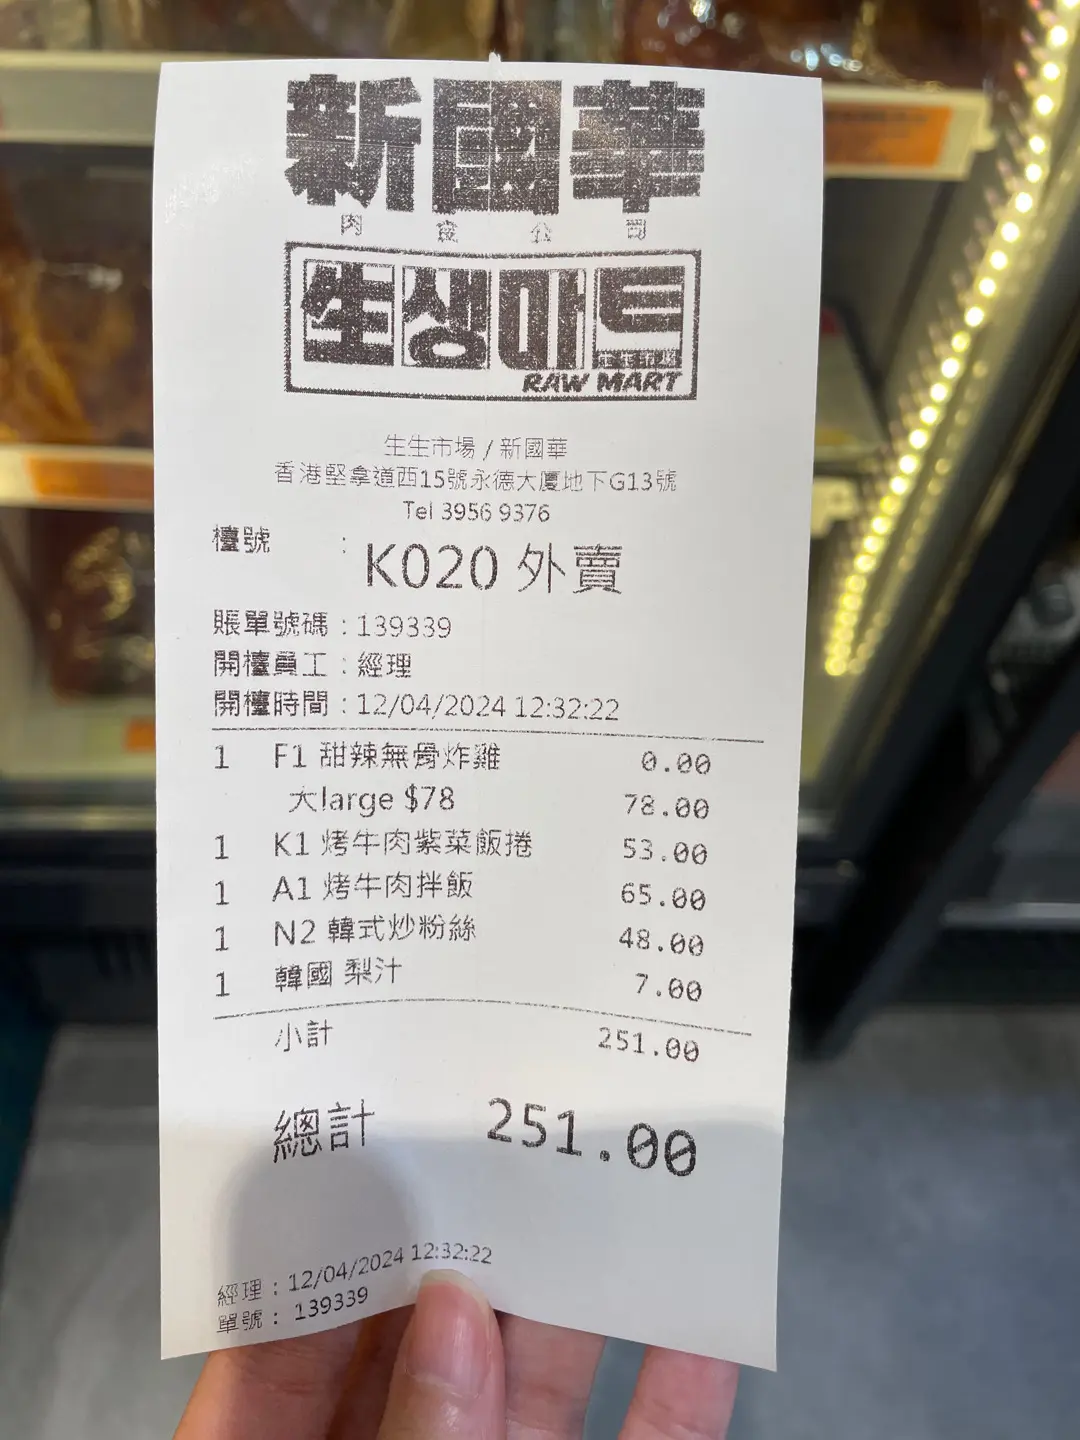 新國華
肉食公司
生생마트
生生市場
RAW MART
生生市場 / 新國華
香港堅拿道西15號永德大廈地下G13號
Tel 3956 9376
檯號 : K020 外賣
賬單號碼 : 139339
開檯員工 : 經理
開檯時間 : 12/04/2024 12:32:22
1 F1 甜辣無骨炸雞 0.00
大large $78 78.00
1 K1 烤牛肉紫菜飯捲 53.00
1 A1 烤牛肉拌飯 65.00
1 N2 韓式炒粉絲 48.00
1 韓國 梨汁 7.00
小計 251.00
總計 251.00
經理 : 12/04/2024 12:32:22
單號 : 139339